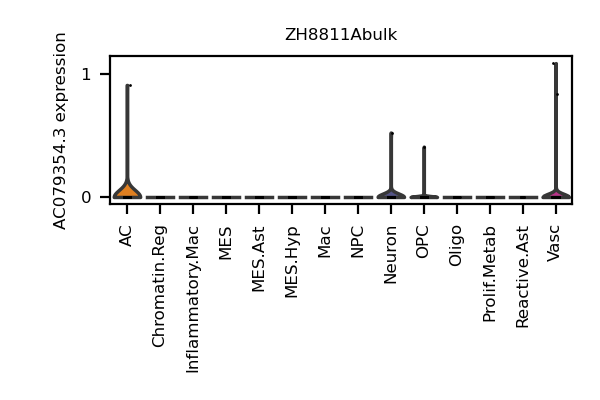 ZH8811Abulk
AC079354.3 expression
1
0
AC
Chromatin.Reg
Inflammatory.Mac
MES
MES.Ast
MES.Hyp
Mac
NPC
Neuron
OPC
Oligo
Prolif.Metab
Reactive.Ast
Vasc